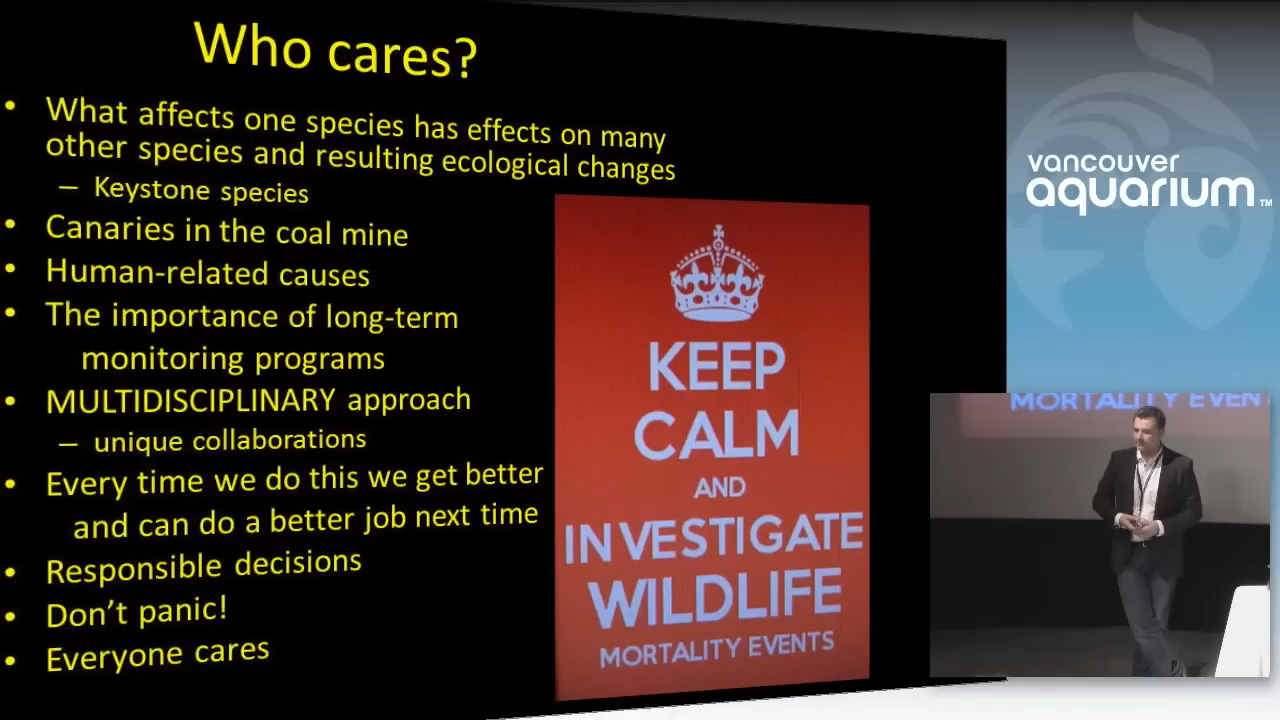 Who cares?
• What affects one species has effects on many
other species and resulting ecological changes
– Keystone species
• Canaries in the coal mine
• Human-related causes
• The importance of long-term
monitoring programs
• MULTIDISCIPLINARY approach
– unique collaborations
• Every time we do this we get better
and can do a better job next time
• Responsible decisions
• Don't panic!
• Everyone cares
KEEP
CALM
AND
INVESTIGATE
WILDLIFE
MORTALITY EVENTS
vancouver
aquarium™
MORTALITY EVEN